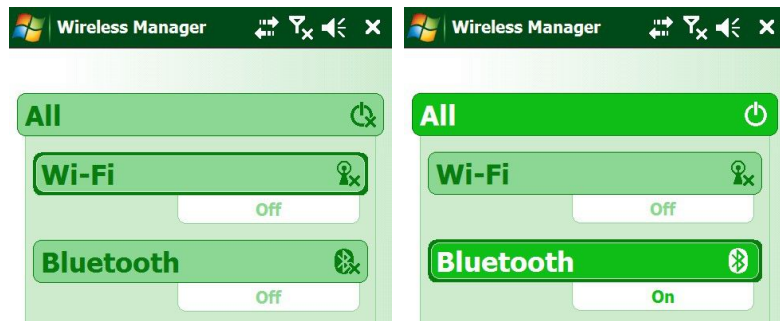 Wireless Manager
All
Wi-Fi
Off
Bluetooth
Off
Wireless Manager
All
Wi-Fi
Off
Bluetooth
On